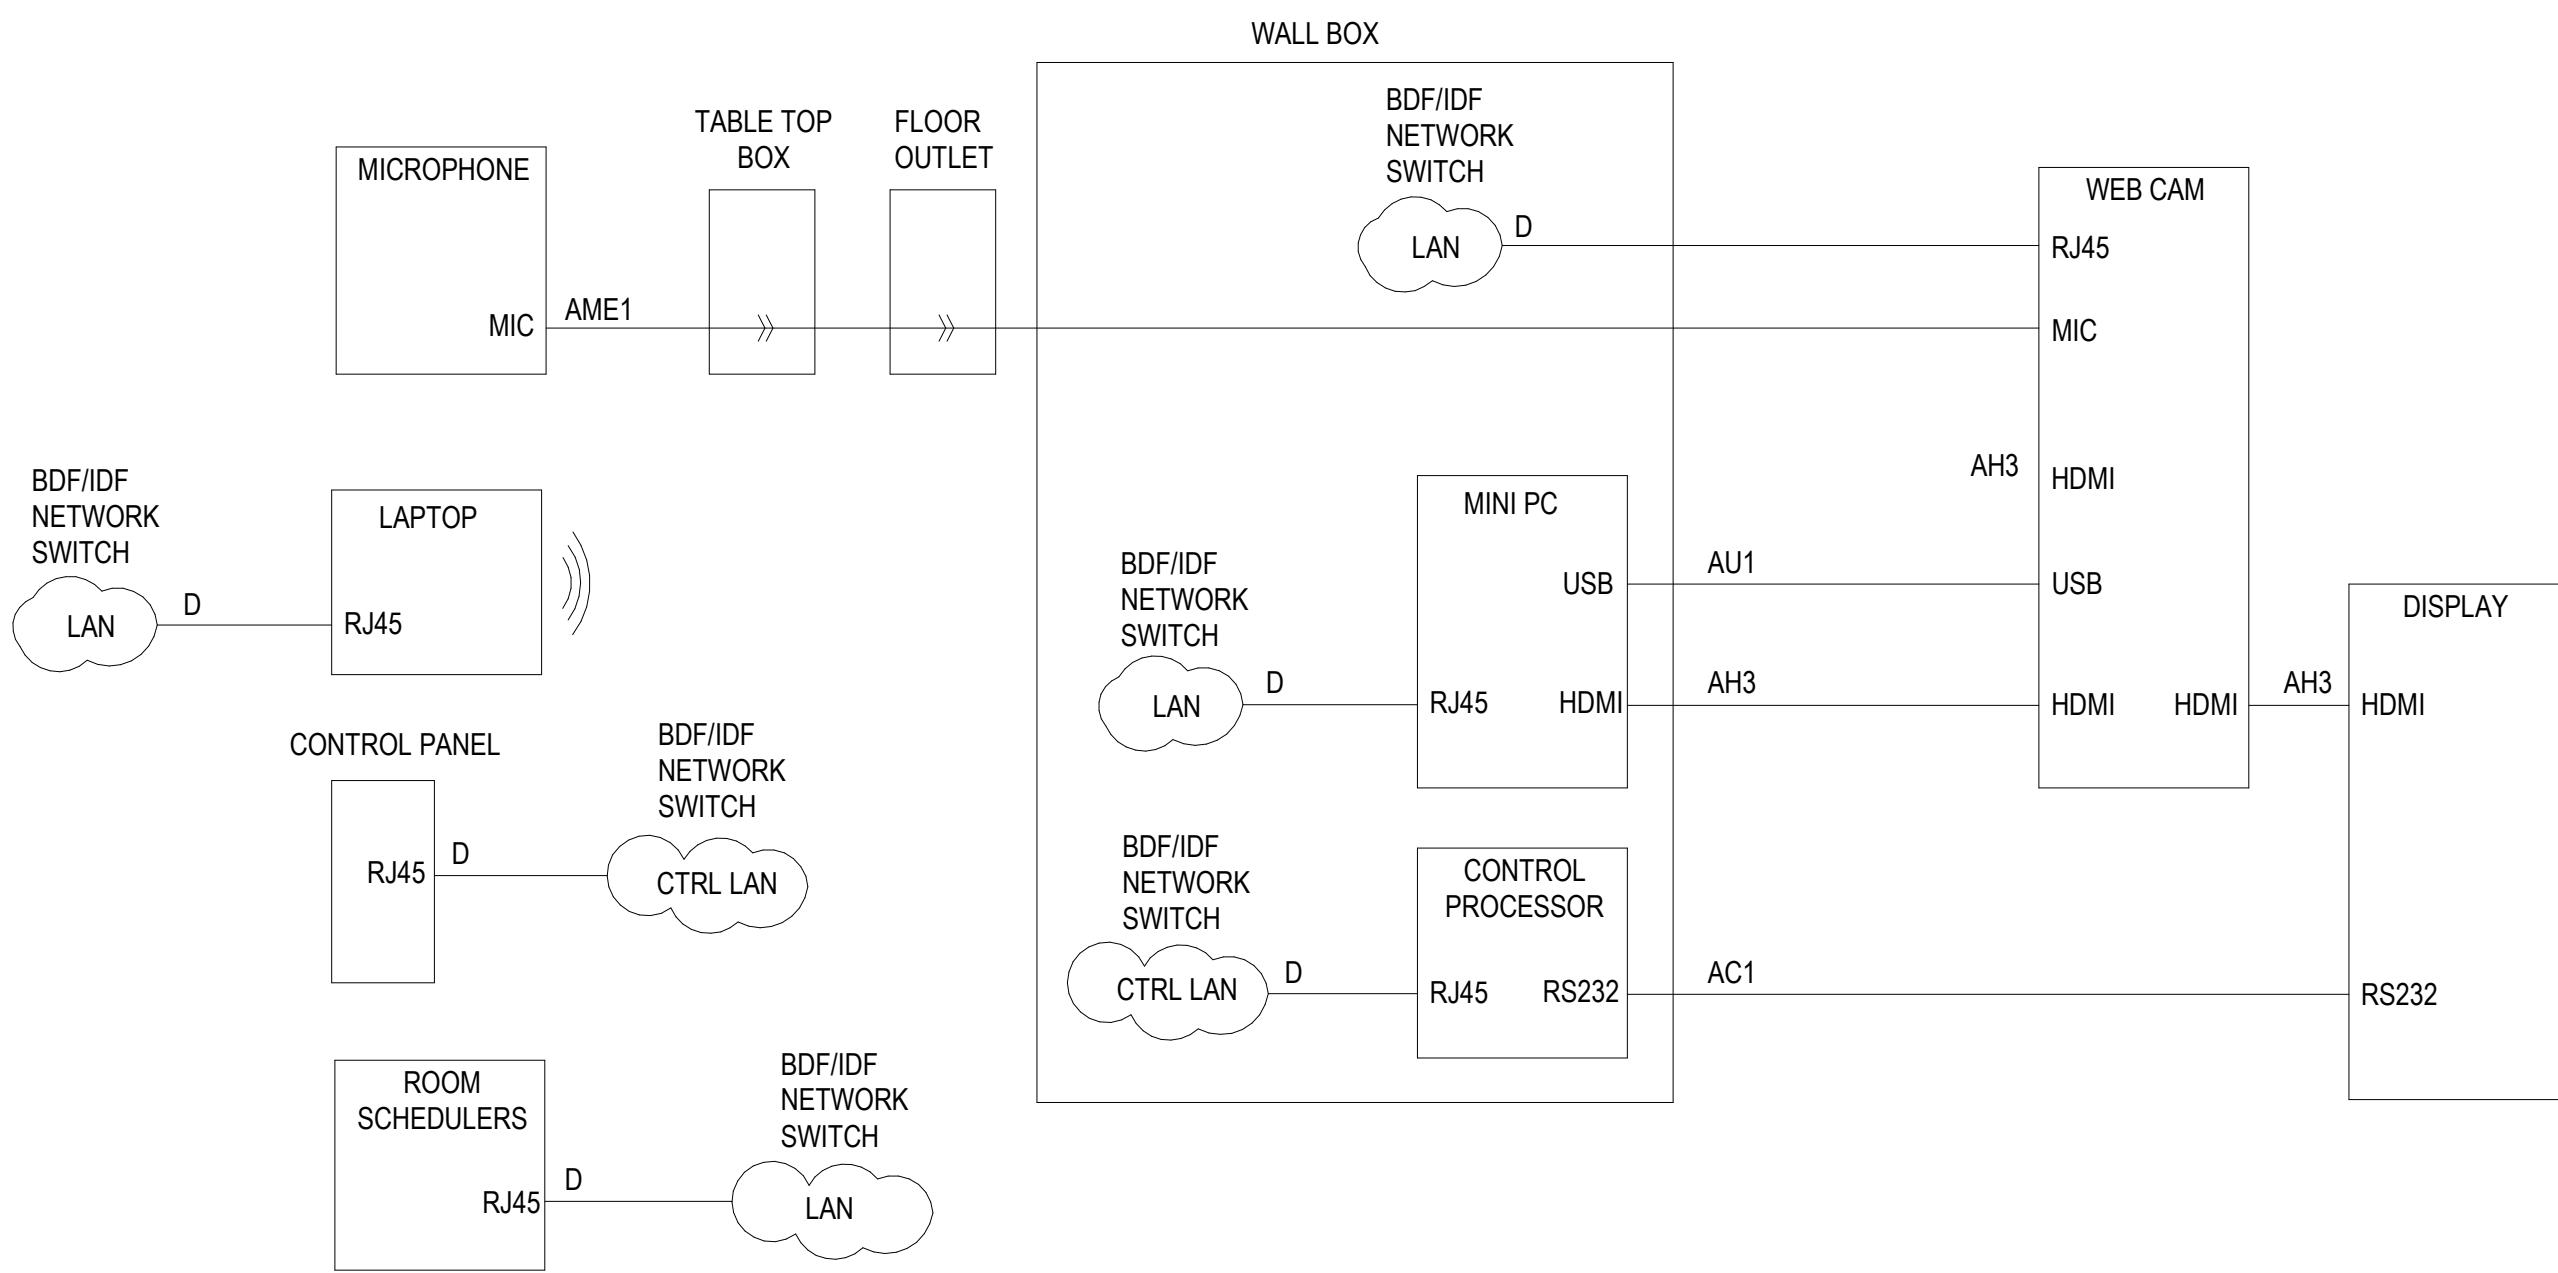 WALL BOX
BDF/IDF
NETWORK
SWITCH
LAN
D
TABLE TOP
BOX
FLOOR
OUTLET
MICROPHONE
MIC
AME1
WEB CAM
RJ45
MIC
AH3
HDMI
USB
HDMI
HDMI
BDF/IDF
NETWORK
SWITCH
LAN
D
LAPTOP
RJ45
MINI PC
USB
RJ45
HDMI
AU1
AH3
BDF/IDF
NETWORK
SWITCH
LAN
D
AH3
DISPLAY
HDMI
RS232
CONTROL PANEL
RJ45
D
BDF/IDF
NETWORK
SWITCH
CTRL LAN
BDF/IDF
NETWORK
SWITCH
CTRL LAN
D
CONTROL
PROCESSOR
RJ45
RS232
AC1
ROOM
SCHEDULERS
RJ45
D
BDF/IDF
NETWORK
SWITCH
LAN